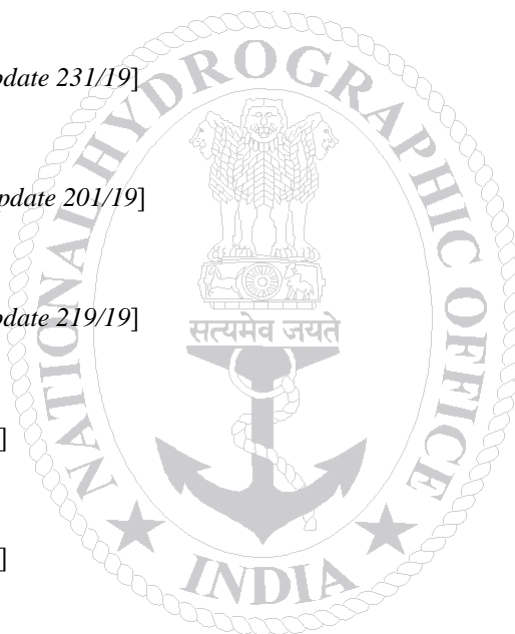 pdate 231/19]
pdate 201/19]
pdate 219/19]
]
]
NATIONAL HYDROGRAPHIC OFFICE
सत्यमेव जयते
INDIA